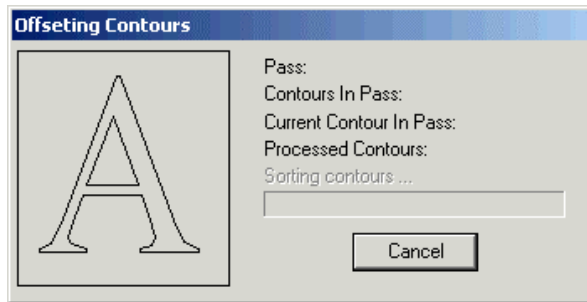 Offseting Contours
A
Pass:
Contours In Pass:
Current Contour In Pass:
Processed Contours:
Sorting contours ...
Cancel